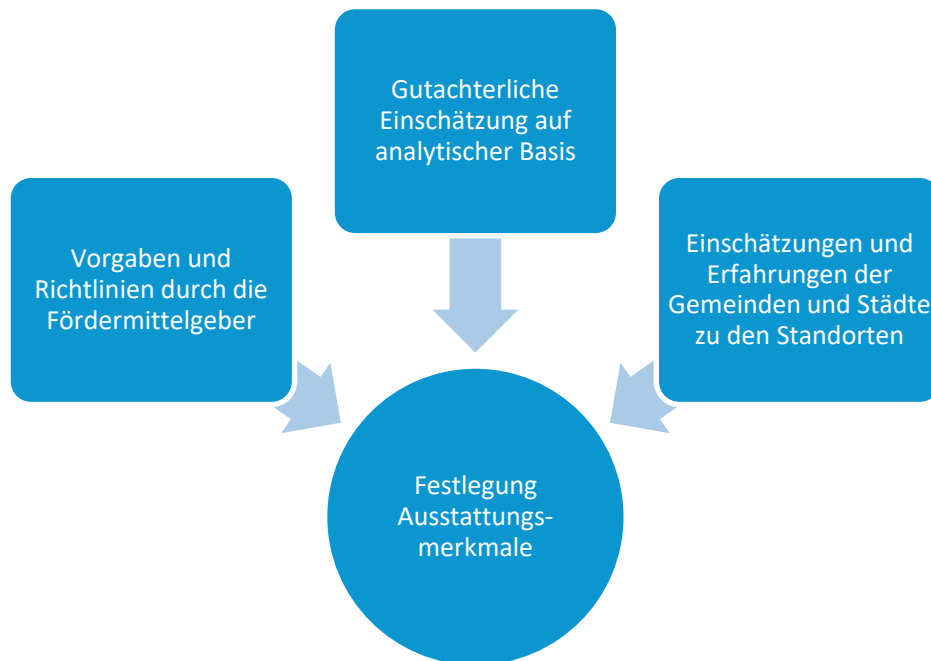 Gutachterliche
Einschätzung auf
analytischer Basis
Vorgaben und
Richtlinien durch die
Fördermittelgeber
Einschätzungen und
Erfahrungen der
Gemeinden und Städte
zu den Standorten
Festlegung
Ausstattungs-
merkmale